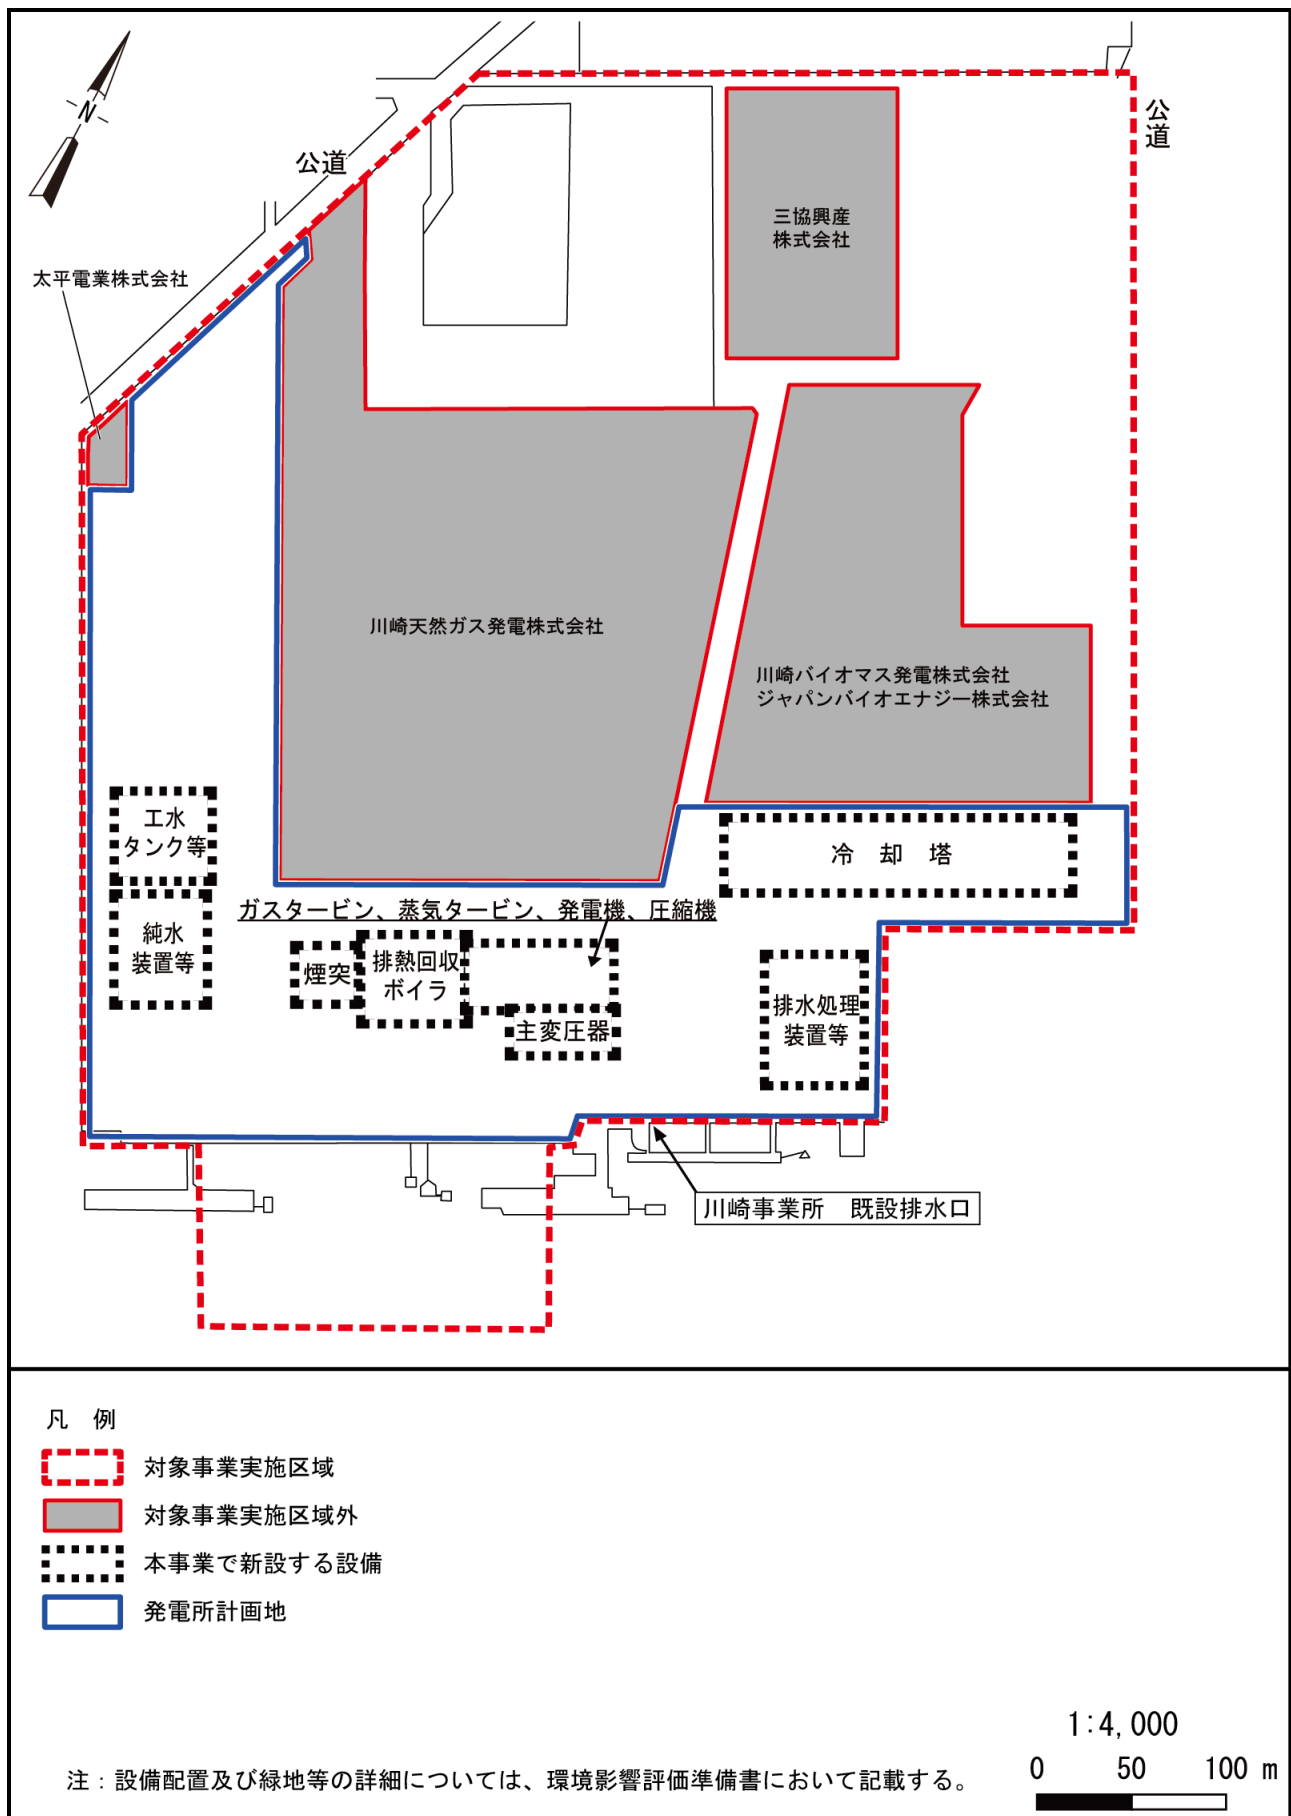 N
公道
公道
三協興産
株式会社
太平電業株式会社
川崎天然ガス発電株式会社
川崎バイオマス発電株式会社
ジャパンバイオエナジー株式会社
工水
タンク等
冷却塔
純水
装置等
ガスタービン、蒸気タービン、発電機、圧縮機
煙突
排熱回収
ボイラ
主変圧器
排水処理
装置等
川崎事業所 既設排水口
凡 例
対象事業実施区域
対象事業実施区域外
本事業で新設する設備
発電所計画地
1:4,000
0 50 100 m
注：設備配置及び緑地等の詳細については、環境影響評価準備書において記載する。